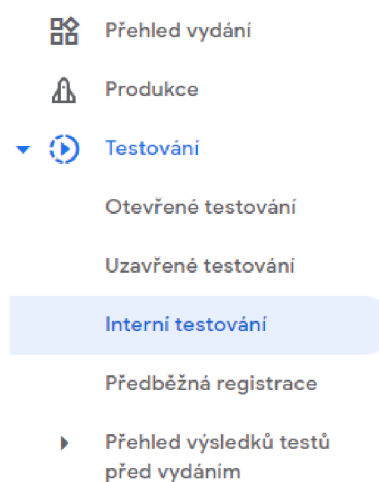 Přehled vydání
Produkce
Testování
Otevřené testování
Uzavřené testování
Interní testování
Předběžná registrace
Přehled výsledků testů
před vydáním